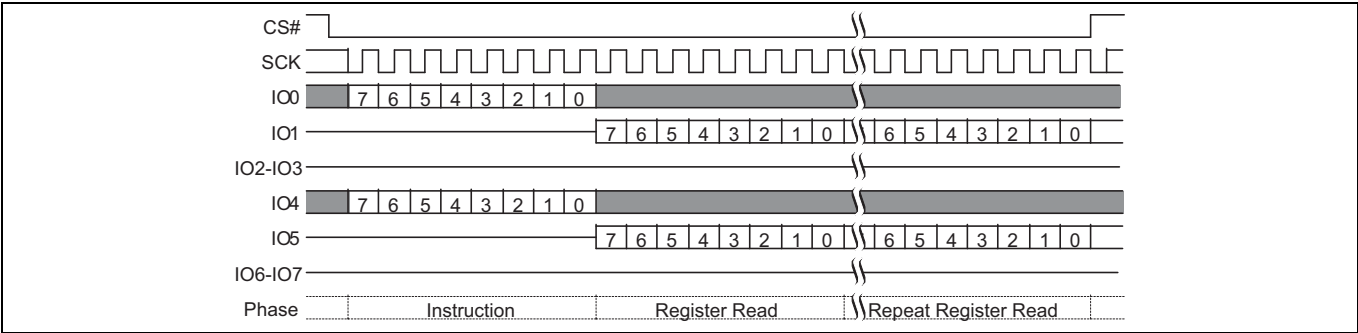 CS#
SCK
IO0 7 6 5 4 3 2 1 0
IO1 7 6 5 4 3 2 1 0 6 5 4 3 2 1 0
IO2-IO3
IO4 7 6 5 4 3 2 1 0
IO5 7 6 5 4 3 2 1 0 6 5 4 3 2 1 0
IO6-IO7
Phase Instruction Register Read Repeat Register Read